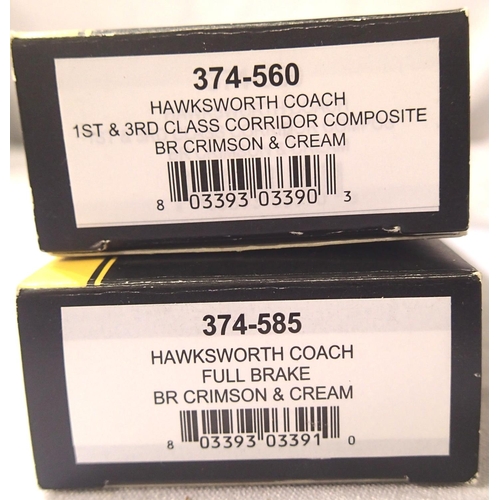 374-560
HAWKSWORTH COACH
1ST & 3RD CLASS CORRIDOR COMPOSITE
BR CRIMSON & CREAM
8 03393 03390 3
374-585
HAWKSWORTH COACH
FULL BRAKE
BR CRIMSON & CREAM
8 03393 03391 0